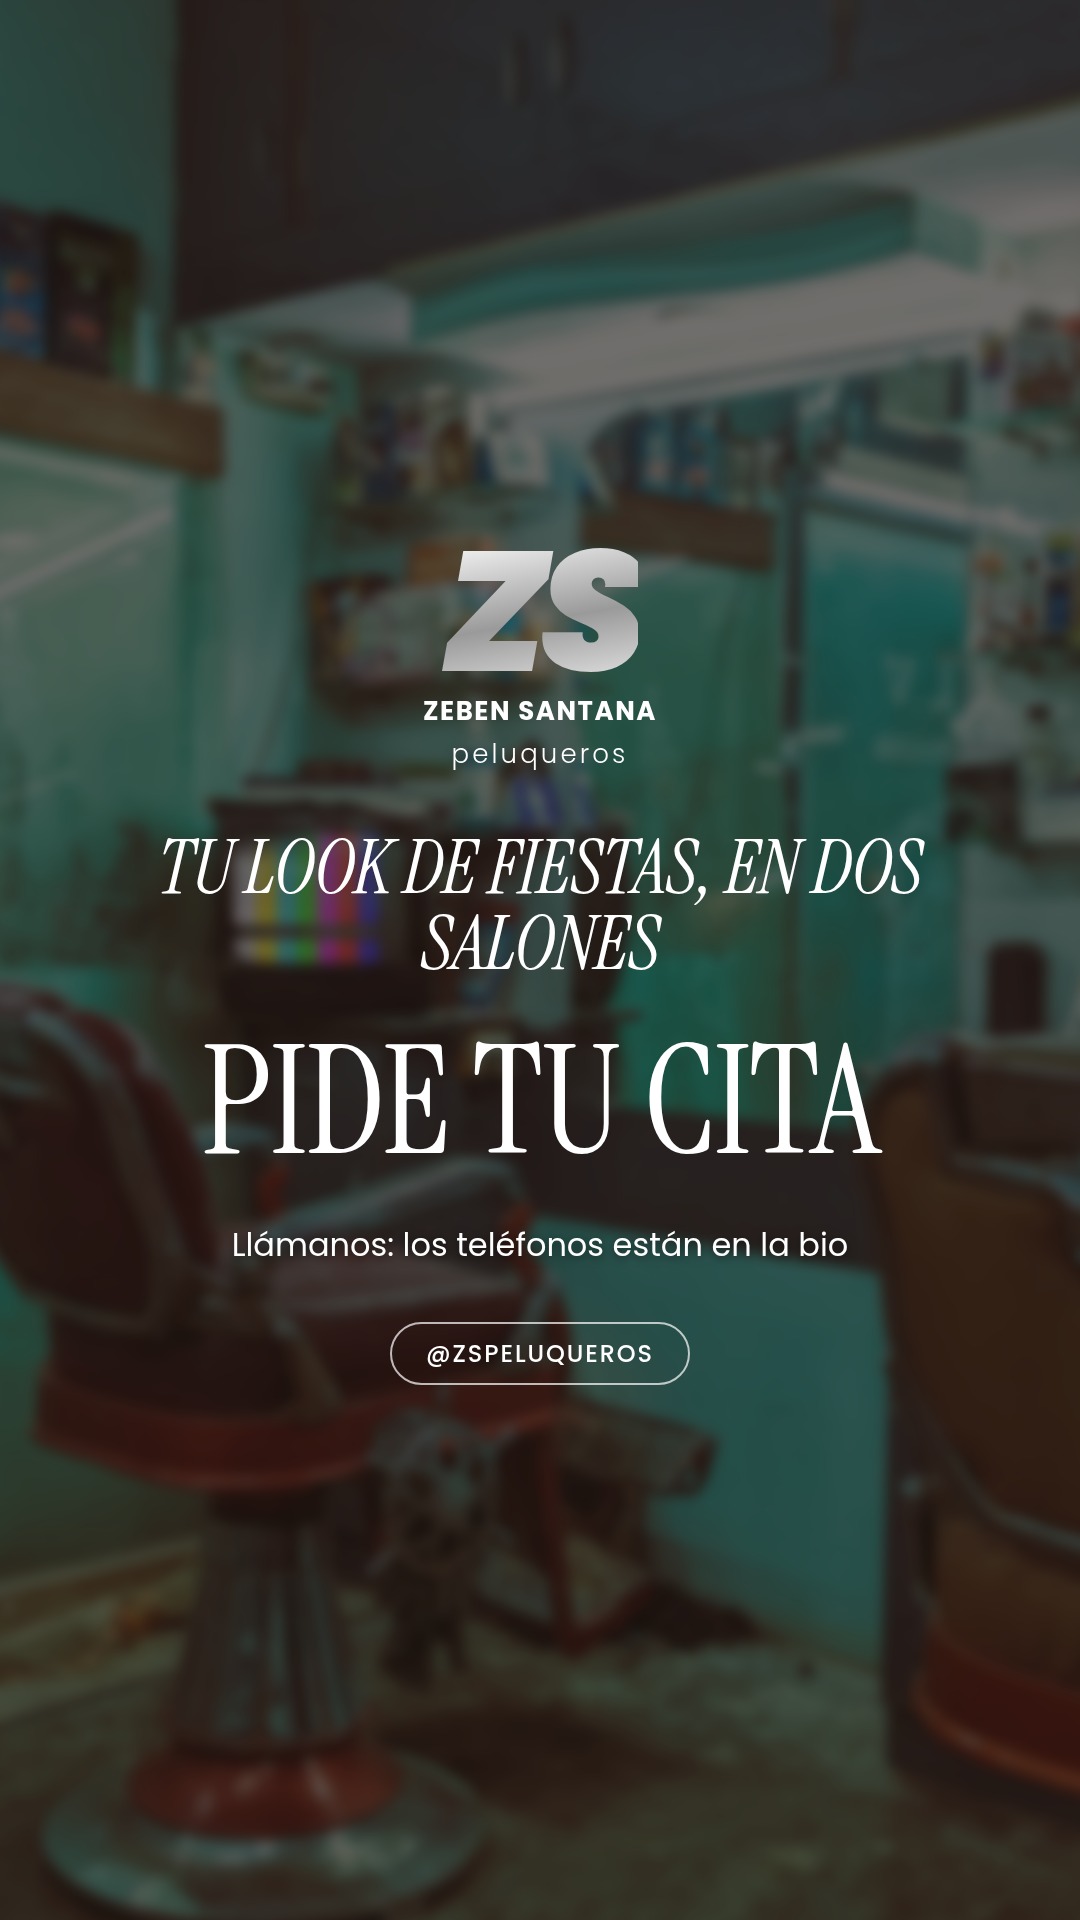 ZS
ZEBEN SANTANA
peluqueros
TU LOOK DE FIESTAS, EN DOS
SALONES
PIDE TU CITA
Llámanos: los teléfonos están en la bio
@ZSPELUQUEROS